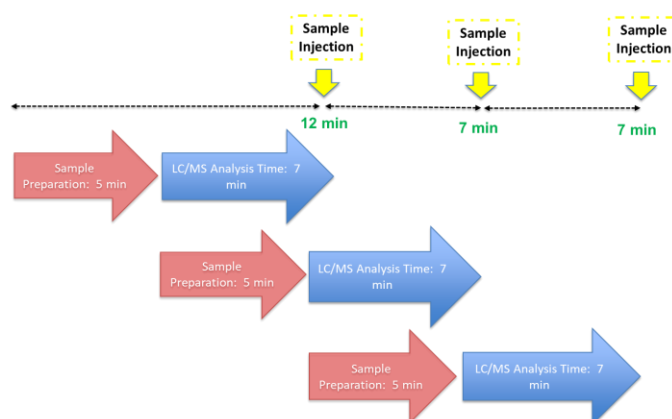 Sample
Injection
Sample
Injection
Sample
Injection
12 min
7 min
7 min
Sample
Preparation: 5 min
LC/MS Analysis Time: 7
min
Sample
Preparation: 5 min
LC/MS Analysis Time: 7
min
Sample
Preparation: 5 min
LC/MS Analysis Time: 7
min